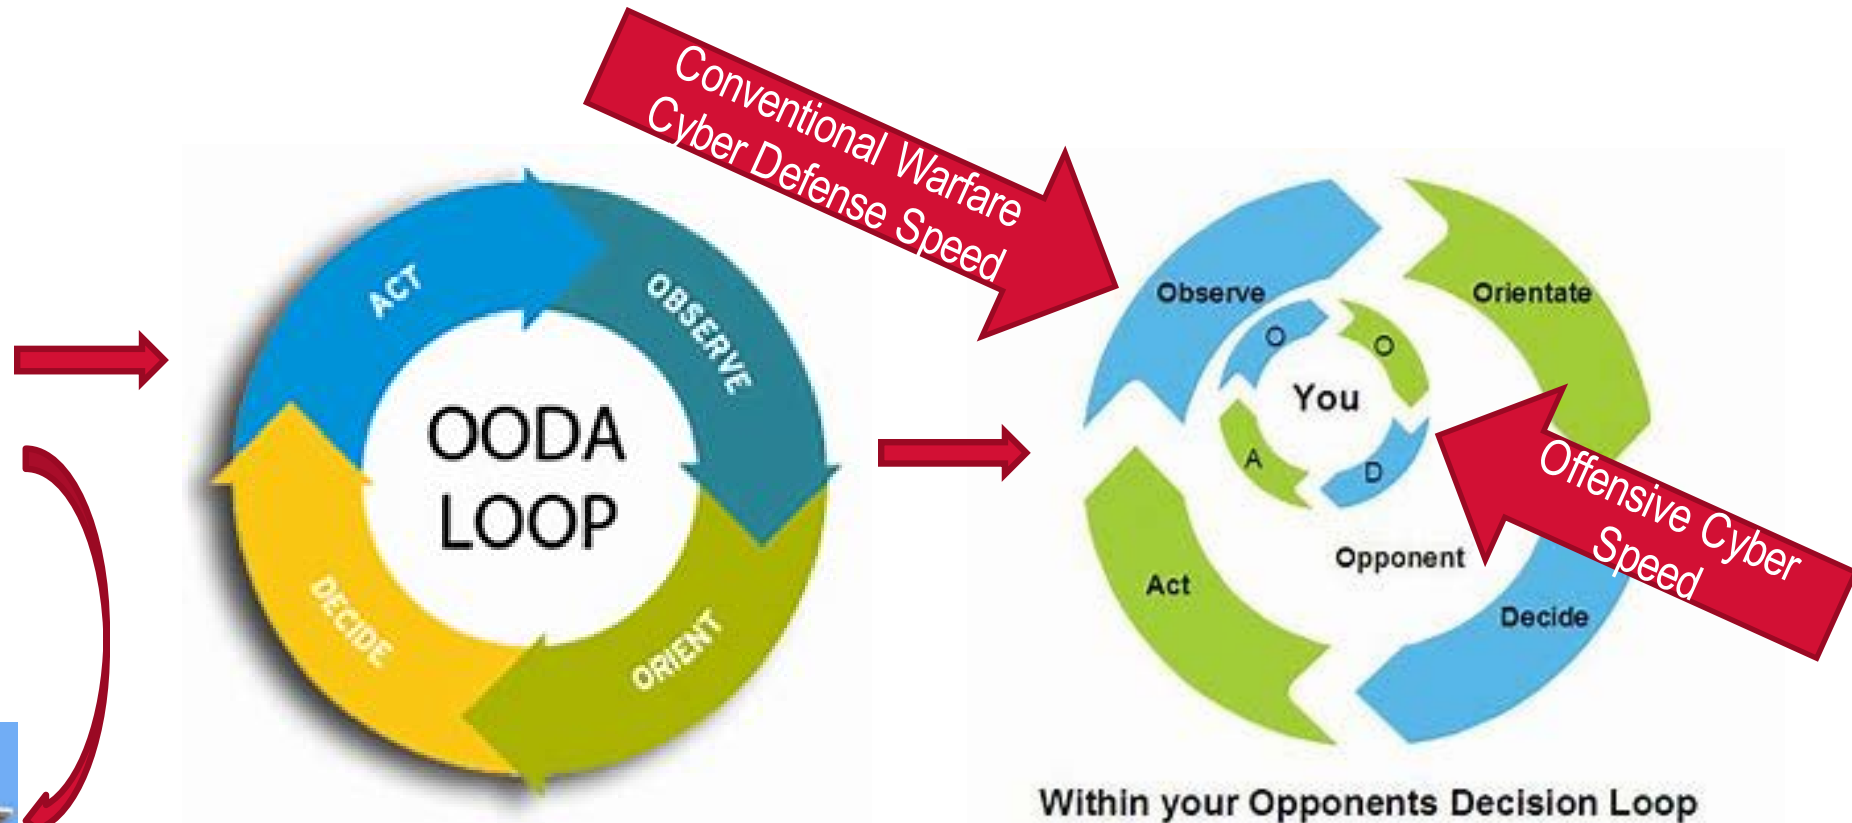 Conventional Warfare
Cyber Defense Speed
ACT
OBSERVE
OODA
LOOP
DECIDE
ORIENT
Observe
Orientate
O
O
You
A
D
Opponent
Act
Decide
Offensive Cyber
Speed
Within your Opponents Decision Loop